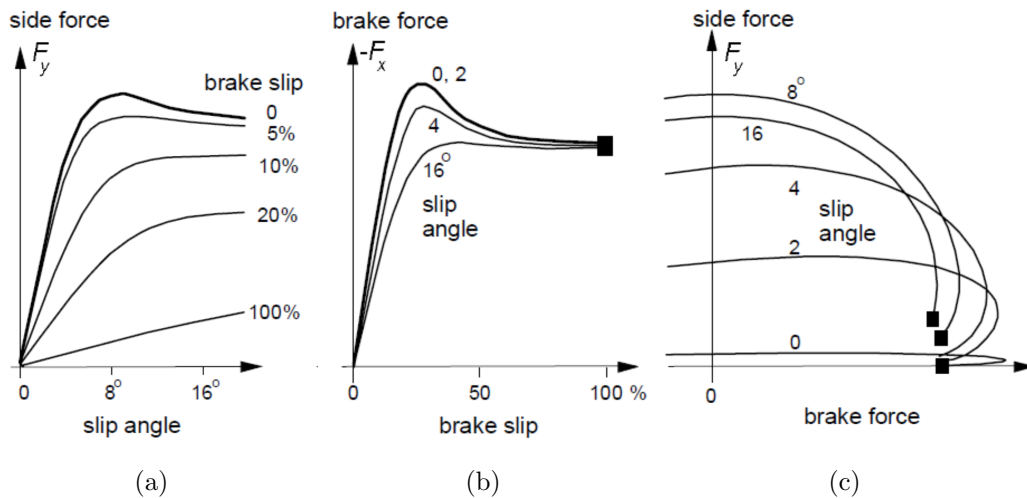 side force
F_y
brake slip
0
5%
10%
20%
100%
0
8°
16°
slip angle
(a)
brake force
-F_x
0, 2
4
16°
slip
angle
0
50
100 %
brake slip
(b)
side force
F_y
8°
16
4
slip
angle
2
0
0
brake force
(c)